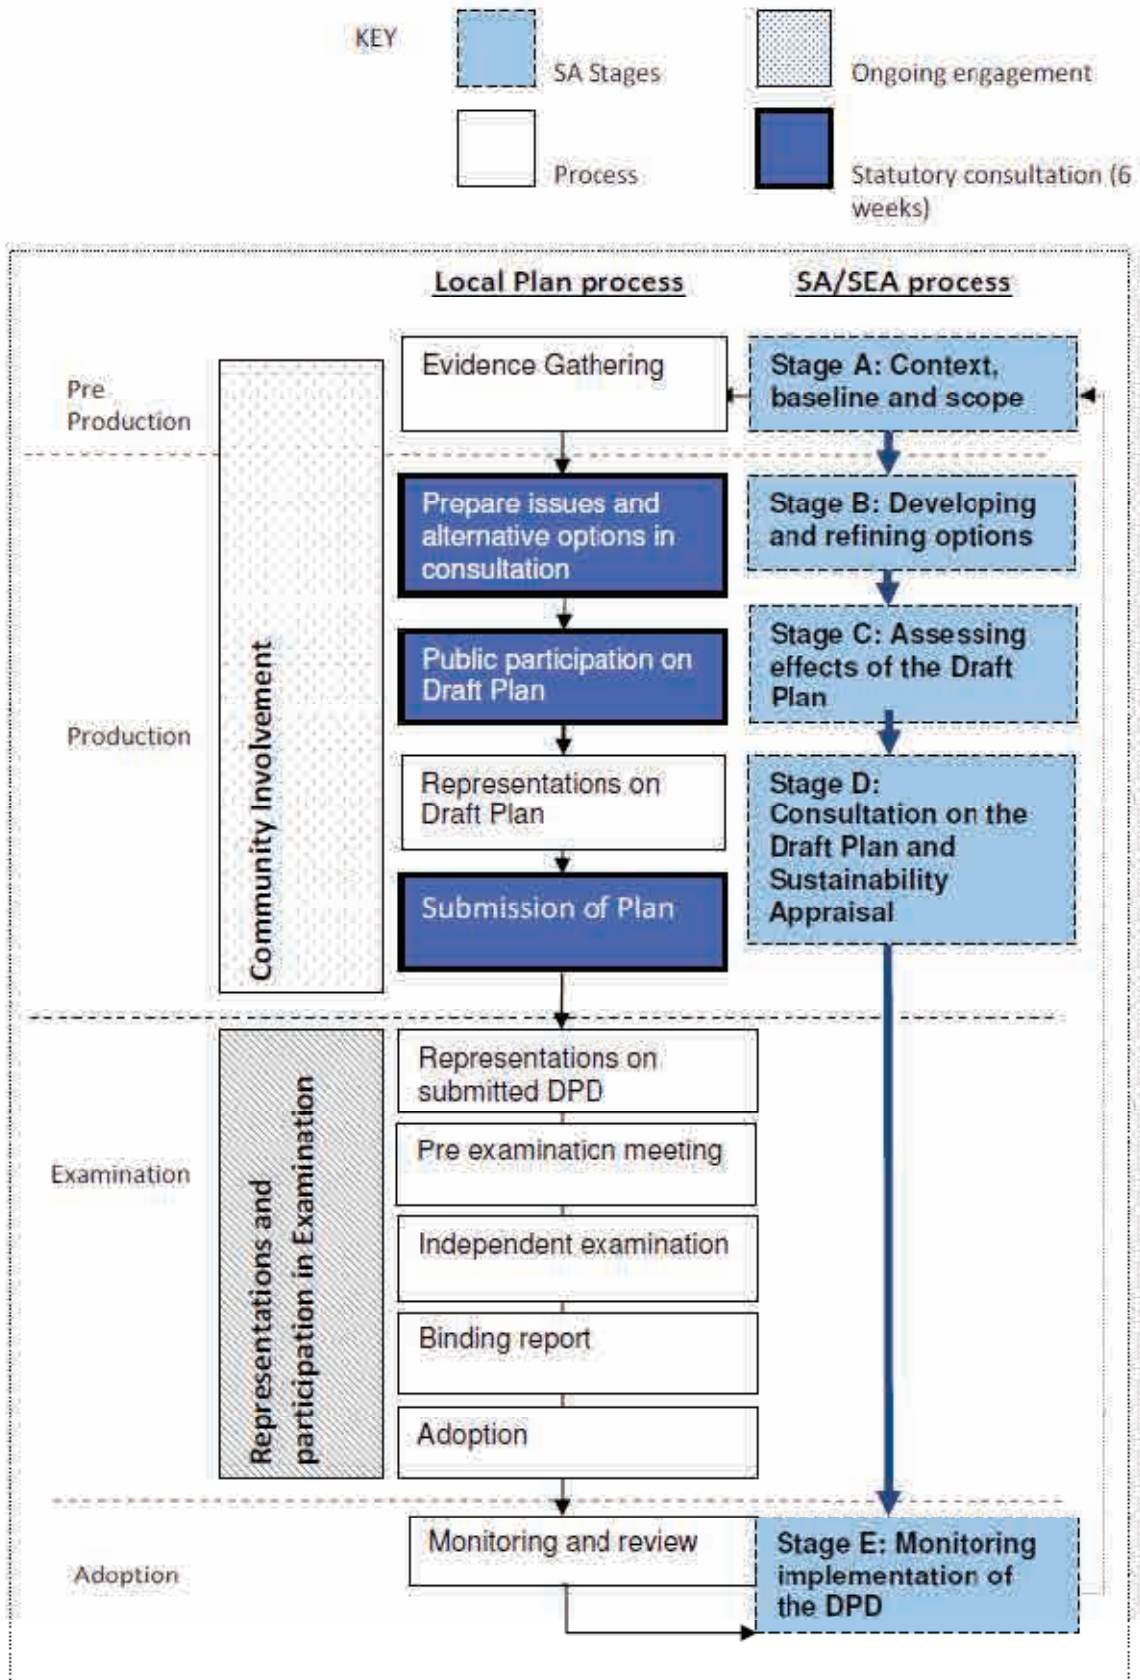 KEY
SA Stages
Ongoing engagement
Process
Statutory consultation (6
weeks)
Local Plan process
SA/SEA process
Pre
Production
Community Involvement
Evidence Gathering
Stage A: Context,
baseline and scope
Production
Prepare issues and
alternative options in
consultation
Stage B: Developing
and refining options
Public participation on
Draft Plan
Stage C: Assessing
effects of the Draft
Plan
Representations on
Draft Plan
Stage D:
Consultation on the
Draft Plan and
Sustainability
Appraisal
Submission of Plan
Examination
Representations and
participation in Examination
Representations on
submitted DPD
Pre examination meeting
Independent examination
Binding report
Adoption
Adoption
Monitoring and review
Stage E: Monitoring
implementation of
the DPD